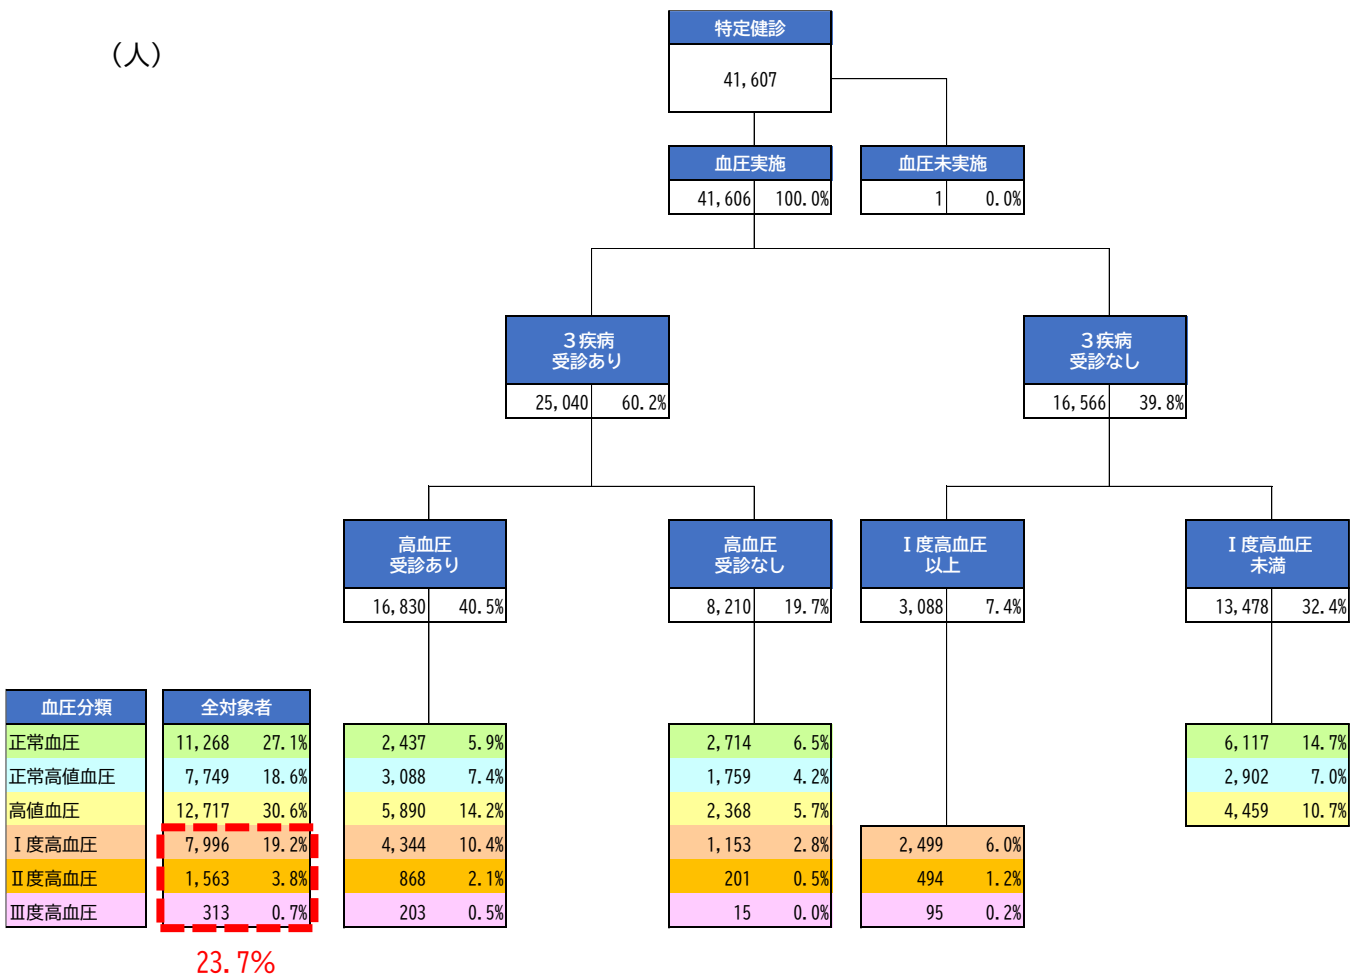 （人）
特定健診
41,607
血圧実施
血圧未実施
41,606 100.0%
1 0.0%
３疾病
受診あり
３疾病
受診なし
25,040 60.2%
16,566 39.8%
高血圧
受診あり
高血圧
受診なし
Ⅰ度高血圧
以上
Ⅰ度高血圧
未満
16,830 40.5%
8,210 19.7%
3,088 7.4%
13,478 32.4%
血圧分類 全対象者
正常血圧 11,268 27.1% 2,437 5.9% 2,714 6.5% 6,117 14.7%
正常高値血圧 7,749 18.6% 3,088 7.4% 1,759 4.2% 2,902 7.0%
高値血圧 12,717 30.6% 5,890 14.2% 2,368 5.7% 4,459 10.7%
Ⅰ度高血圧 7,996 19.2% 4,344 10.4% 1,153 2.8% 2,499 6.0%
Ⅱ度高血圧 1,563 3.8% 868 2.1% 201 0.5% 494 1.2%
Ⅲ度高血圧 313 0.7% 203 0.5% 15 0.0% 95 0.2%
23.7%